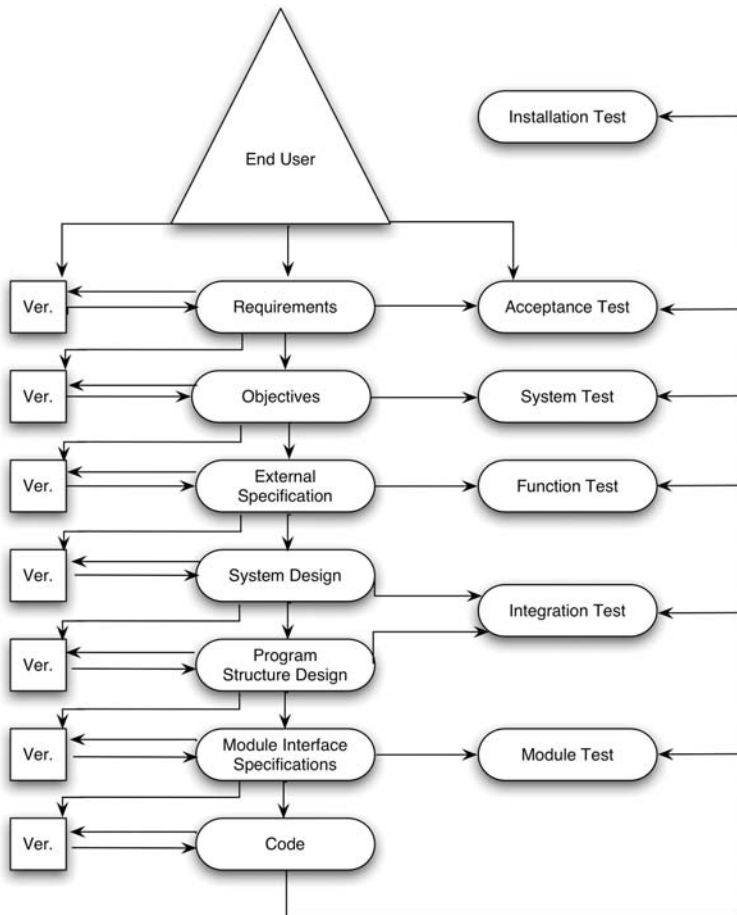 End User
Installation Test
Ver.
Requirements
Acceptance Test
Ver.
Objectives
System Test
Ver.
External
Specification
Function Test
Ver.
System Design
Integration Test
Ver.
Program
Structure Design
Ver.
Module Interface
Specifications
Module Test
Ver.
Code